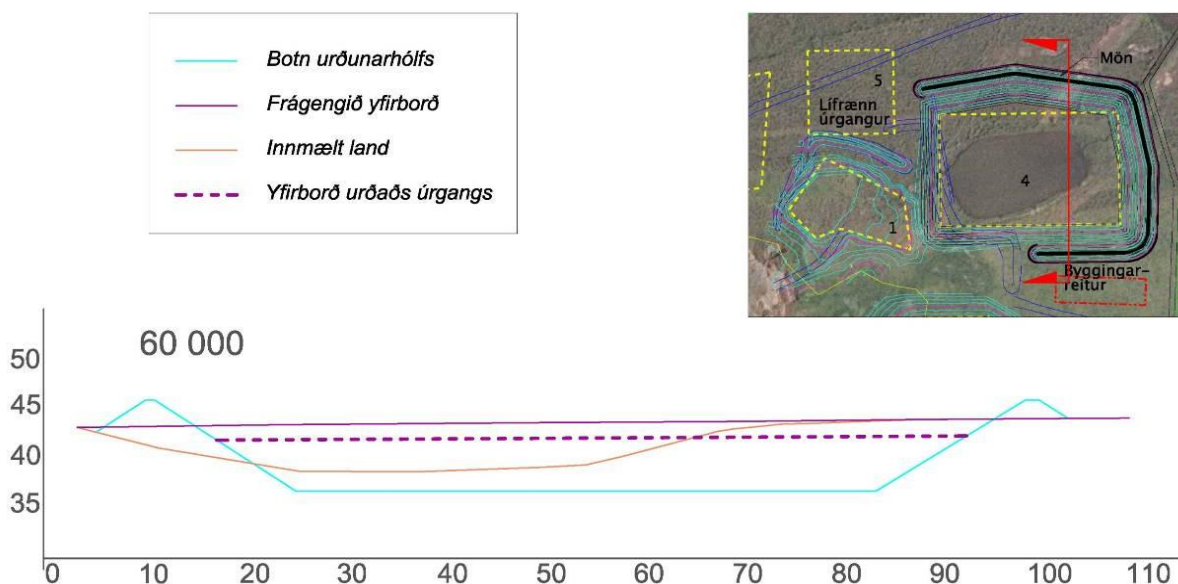 Botn urðunarhólfs
Frágengið yfirborð
Innmælt land
Yfirborð urðaðs úrgangs
Mön
5
Lífrænn
úrgangur
4
1
Byggingar-
reitur
60 000
50
45
40
35
0 10 20 30 40 50 60 70 80 90 100 110